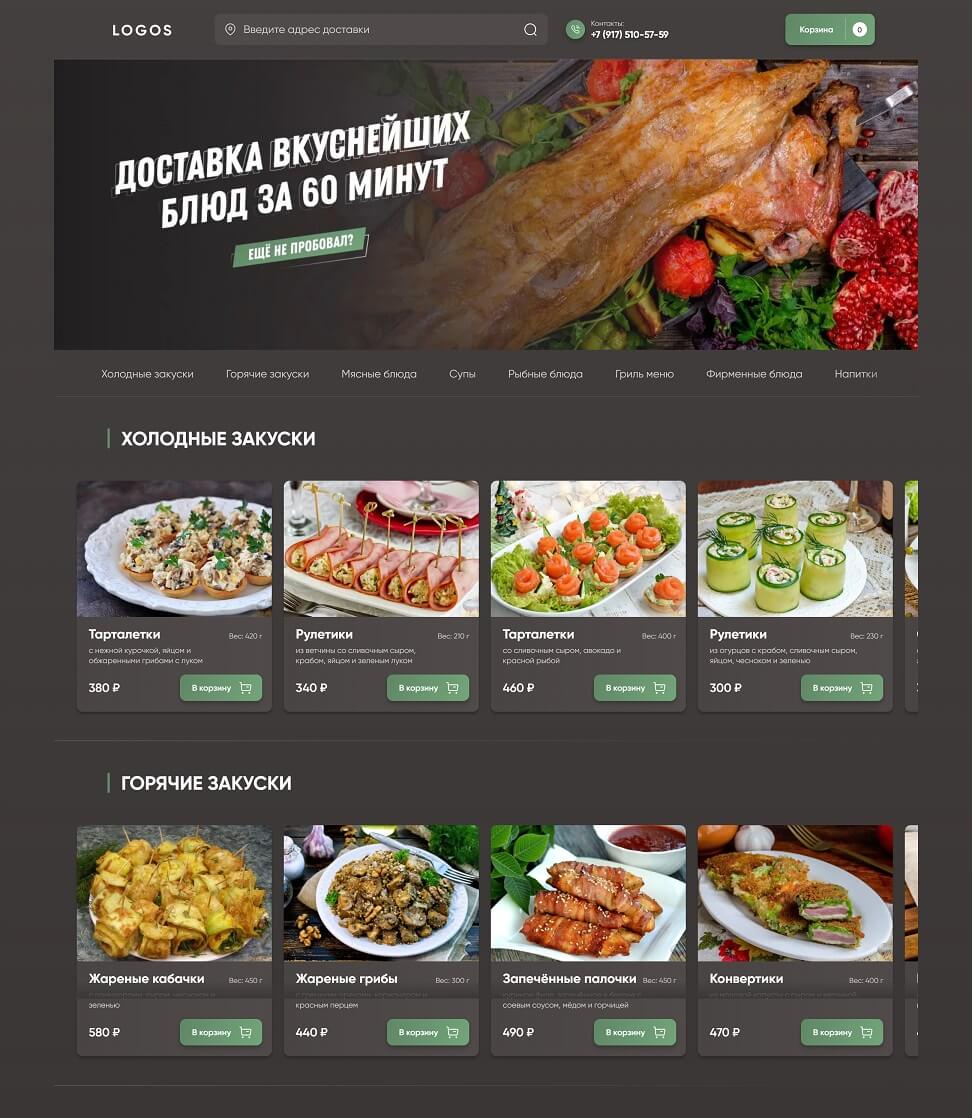 LOGOS
Введите адрес доставки
Контакты:
+7 (917) 510-57-59
Корзина 0
ДОСТАВКА ВКУСНЕЙШИХ
БЛЮД ЗА 60 МИНУТ
ЕЩЁ НЕ ПРОБОВАЛ?
Холодные закуски Горячие закуски Мясные блюда Супы Рыбные блюда Гриль меню Фирменные блюда Напитки
ХОЛОДНЫЕ ЗАКУСКИ
Тарталетки Вес: 420 г
с нежной курочкой, яйцом и
обжаренными грибами с луком
380 ₽ В корзину
Рулетики Вес: 210 г
из ветчины со сливочным сыром,
крабом, яйцом и зеленым луком
340 ₽ В корзину
Тарталетки Вес: 400 г
со сливочным сыром, авокадо и
красной рыбой
460 ₽ В корзину
Рулетики Вес: 230 г
из огурцов с крабом, сливочным сыром,
яйцом, чесноком и зеленью
300 ₽ В корзину
ГОРЯЧИЕ ЗАКУСКИ
Жареные кабачки Вес: 450 г
зеленью
580 ₽ В корзину
Жареные грибы Вес: 300 г
красным перцем
440 ₽ В корзину
Запечённые палочки Вес: 450 г
соевым соусом, мёдом и горчицей
490 ₽ В корзину
Конвертики Вес: 400 г
470 ₽ В корзину